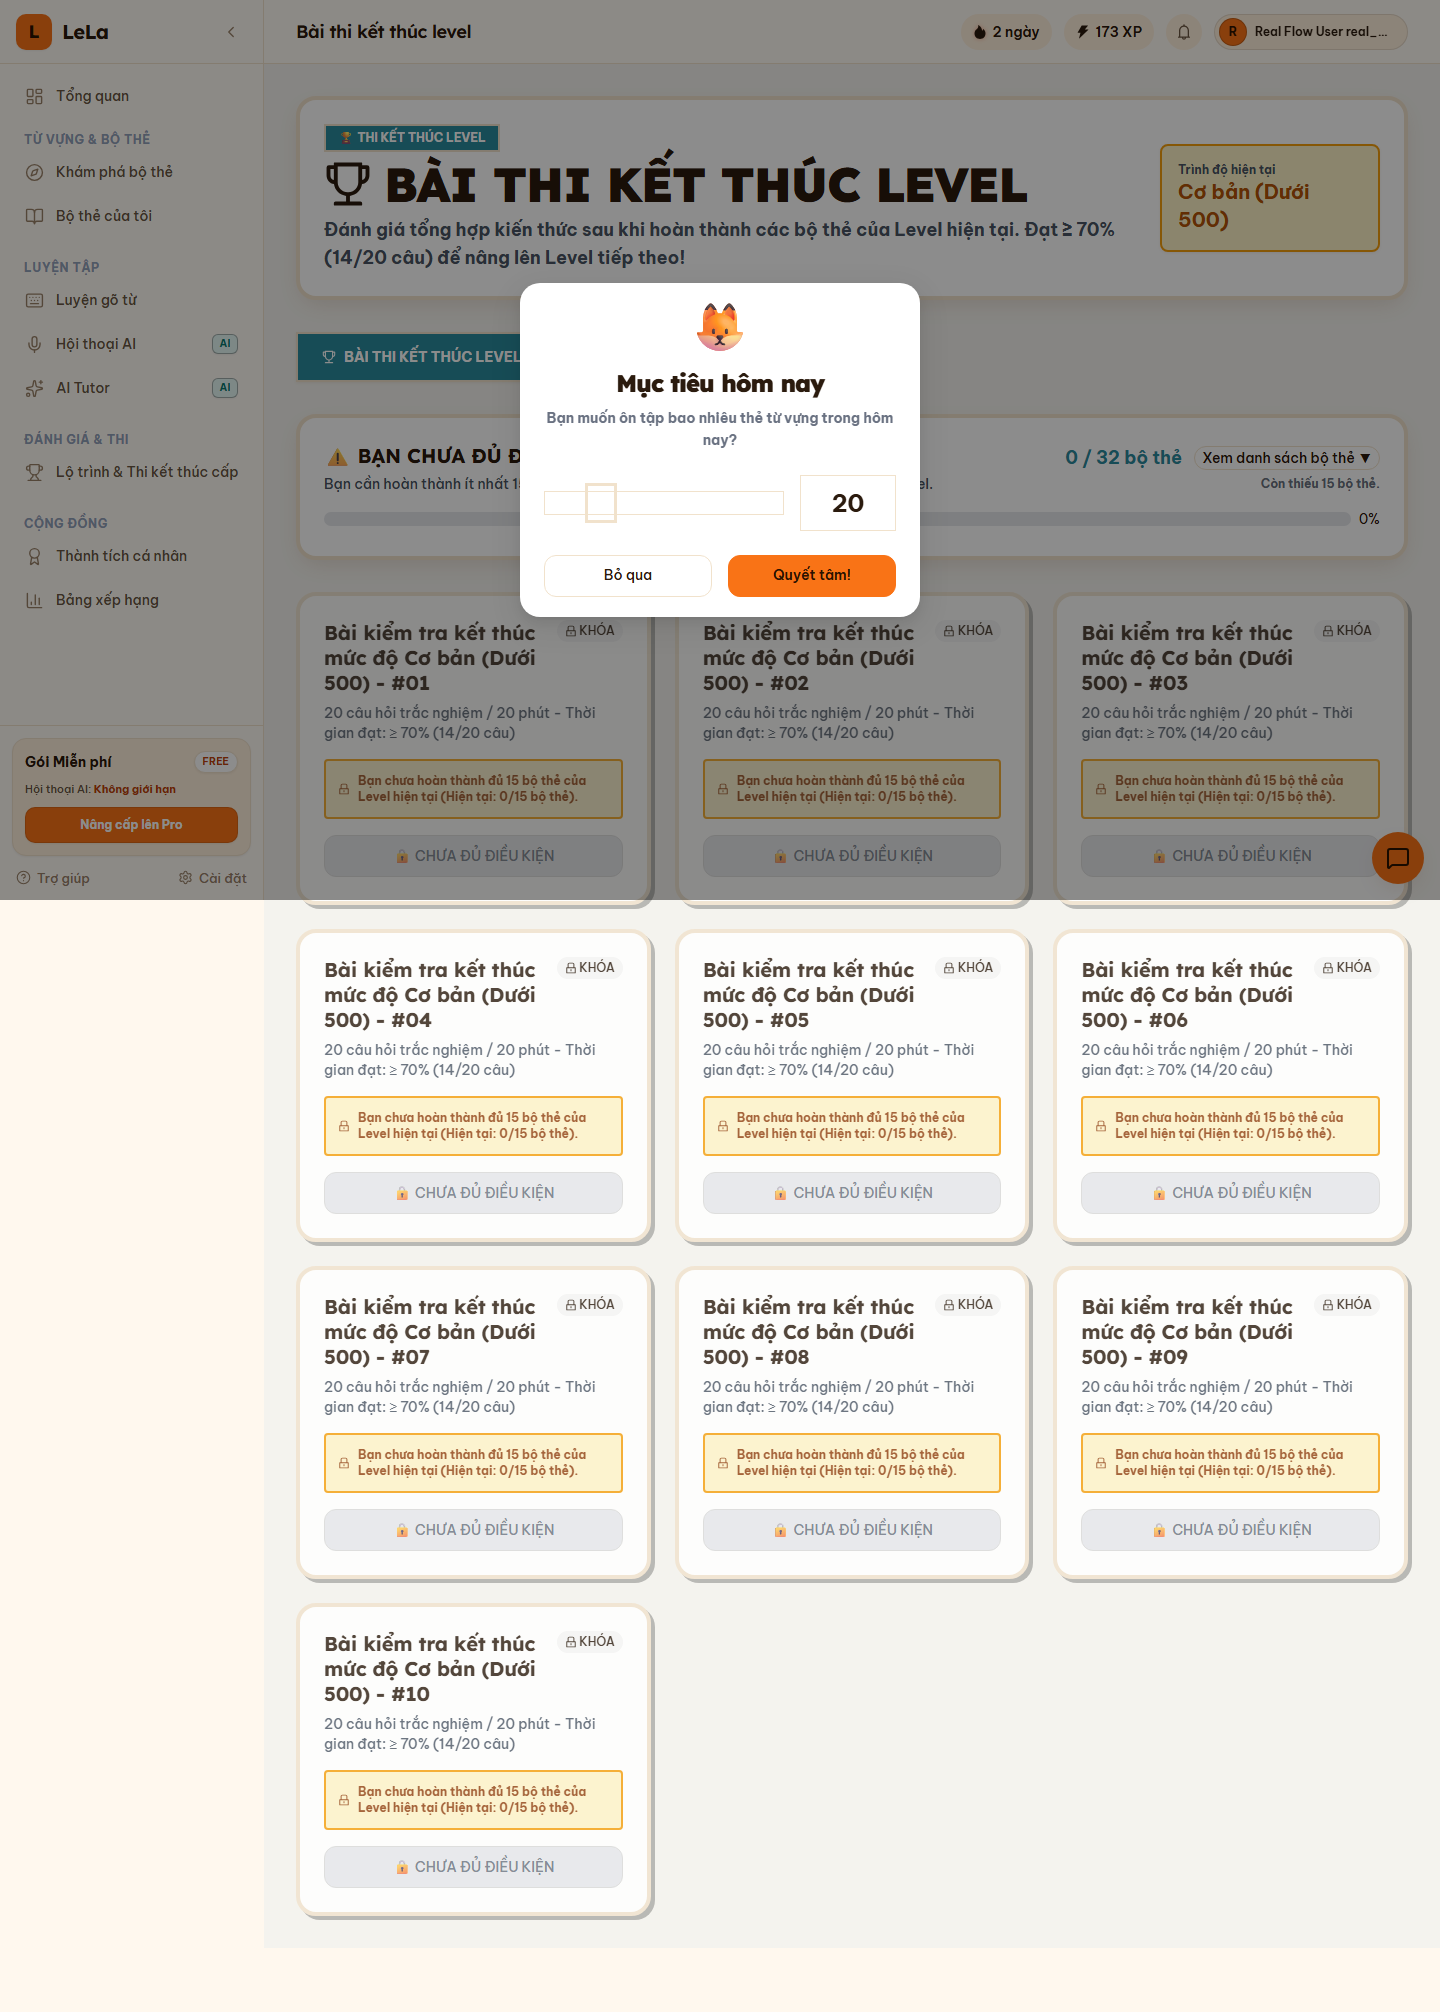 L LeLa
Bài thi kết thúc level
2 ngày
173 XP
R Real Flow User real_...
Tổng quan
TỪ VỰNG & BỘ THẺ
Khám phá bộ thẻ
Bộ thẻ của tôi
LUYỆN TẬP
Luyện gõ từ
Hội thoại AI AI
AI Tutor AI
ĐÁNH GIÁ & THI
Lộ trình & Thi kết thúc cấp
CỘNG ĐỒNG
Thành tích cá nhân
Bảng xếp hạng
Gói Miễn phí FREE
Hội thoại AI: Không giới hạn
Nâng cấp lên Pro
Trợ giúp Cài đặt
THI KẾT THÚC LEVEL
BÀI THI KẾT THÚC LEVEL
Đánh giá tổng hợp kiến thức sau khi hoàn thành các bộ thẻ của Level hiện tại. Đạt ≥ 70%
(14/20 câu) để nâng lên Level tiếp theo!
Trình độ hiện tại
Cơ bản (Dưới
500)
BÀI THI KẾT THÚC LEVEL
Mục tiêu hôm nay
Bạn muốn ôn tập bao nhiêu thẻ từ vựng trong hôm
nay?
20
Bỏ qua
Quyết tâm!
BẠN CHƯA ĐỦ
0 / 32 bộ thẻ
Xem danh sách bộ thẻ ▼
Bạn cần hoàn thành ít nhất
Còn thiếu 15 bộ thẻ.
0%
Bài kiểm tra kết thúc
mức độ Cơ bản (Dưới
500) - #01
KHÓA
20 câu hỏi trắc nghiệm / 20 phút - Thời
gian đạt: ≥ 70% (14/20 câu)
Bạn chưa hoàn thành đủ 15 bộ thẻ của
Level hiện tại (Hiện tại: 0/15 bộ thẻ).
CHƯA ĐỦ ĐIỀU KIỆN
Bài kiểm tra kết thúc
mức độ Cơ bản (Dưới
500) - #02
KHÓA
20 câu hỏi trắc nghiệm / 20 phút - Thời
gian đạt: ≥ 70% (14/20 câu)
Bạn chưa hoàn thành đủ 15 bộ thẻ của
Level hiện tại (Hiện tại: 0/15 bộ thẻ).
CHƯA ĐỦ ĐIỀU KIỆN
Bài kiểm tra kết thúc
mức độ Cơ bản (Dưới
500) - #03
KHÓA
20 câu hỏi trắc nghiệm / 20 phút - Thời
gian đạt: ≥ 70% (14/20 câu)
Bạn chưa hoàn thành đủ 15 bộ thẻ của
Level hiện tại (Hiện tại: 0/15 bộ thẻ).
CHƯA ĐỦ ĐIỀU KIỆN
Bài kiểm tra kết thúc
mức độ Cơ bản (Dưới
500) - #04
KHÓA
20 câu hỏi trắc nghiệm / 20 phút - Thời
gian đạt: ≥ 70% (14/20 câu)
Bạn chưa hoàn thành đủ 15 bộ thẻ của
Level hiện tại (Hiện tại: 0/15 bộ thẻ).
CHƯA ĐỦ ĐIỀU KIỆN
Bài kiểm tra kết thúc
mức độ Cơ bản (Dưới
500) - #05
KHÓA
20 câu hỏi trắc nghiệm / 20 phút - Thời
gian đạt: ≥ 70% (14/20 câu)
Bạn chưa hoàn thành đủ 15 bộ thẻ của
Level hiện tại (Hiện tại: 0/15 bộ thẻ).
CHƯA ĐỦ ĐIỀU KIỆN
Bài kiểm tra kết thúc
mức độ Cơ bản (Dưới
500) - #06
KHÓA
20 câu hỏi trắc nghiệm / 20 phút - Thời
gian đạt: ≥ 70% (14/20 câu)
Bạn chưa hoàn thành đủ 15 bộ thẻ của
Level hiện tại (Hiện tại: 0/15 bộ thẻ).
CHƯA ĐỦ ĐIỀU KIỆN
Bài kiểm tra kết thúc
mức độ Cơ bản (Dưới
500) - #07
KHÓA
20 câu hỏi trắc nghiệm / 20 phút - Thời
gian đạt: ≥ 70% (14/20 câu)
Bạn chưa hoàn thành đủ 15 bộ thẻ của
Level hiện tại (Hiện tại: 0/15 bộ thẻ).
CHƯA ĐỦ ĐIỀU KIỆN
Bài kiểm tra kết thúc
mức độ Cơ bản (Dưới
500) - #08
KHÓA
20 câu hỏi trắc nghiệm / 20 phút - Thời
gian đạt: ≥ 70% (14/20 câu)
Bạn chưa hoàn thành đủ 15 bộ thẻ của
Level hiện tại (Hiện tại: 0/15 bộ thẻ).
CHƯA ĐỦ ĐIỀU KIỆN
Bài kiểm tra kết thúc
mức độ Cơ bản (Dưới
500) - #09
KHÓA
20 câu hỏi trắc nghiệm / 20 phút - Thời
gian đạt: ≥ 70% (14/20 câu)
Bạn chưa hoàn thành đủ 15 bộ thẻ của
Level hiện tại (Hiện tại: 0/15 bộ thẻ).
CHƯA ĐỦ ĐIỀU KIỆN
Bài kiểm tra kết thúc
mức độ Cơ bản (Dưới
500) - #10
KHÓA
20 câu hỏi trắc nghiệm / 20 phút - Thời
gian đạt: ≥ 70% (14/20 câu)
Bạn chưa hoàn thành đủ 15 bộ thẻ của
Level hiện tại (Hiện tại: 0/15 bộ thẻ).
CHƯA ĐỦ ĐIỀU KIỆN